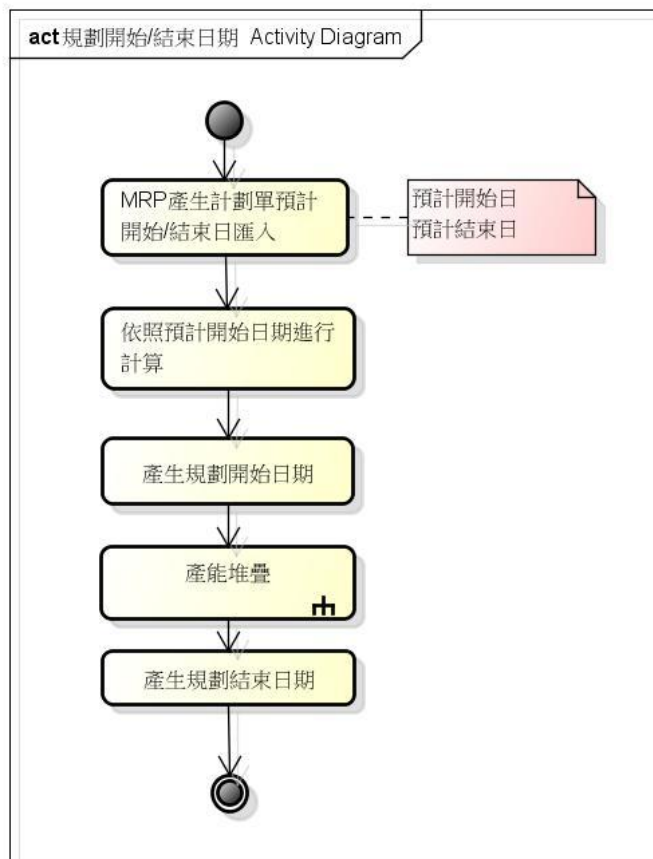 act 規劃開始/結束日期 Activity Diagram
MRP產生計劃單預計
開始/結束日匯入
預計開始日
預計結束日
依照預計開始日期進行
計算
產生規劃開始日期
產能堆疊
產生規劃結束日期